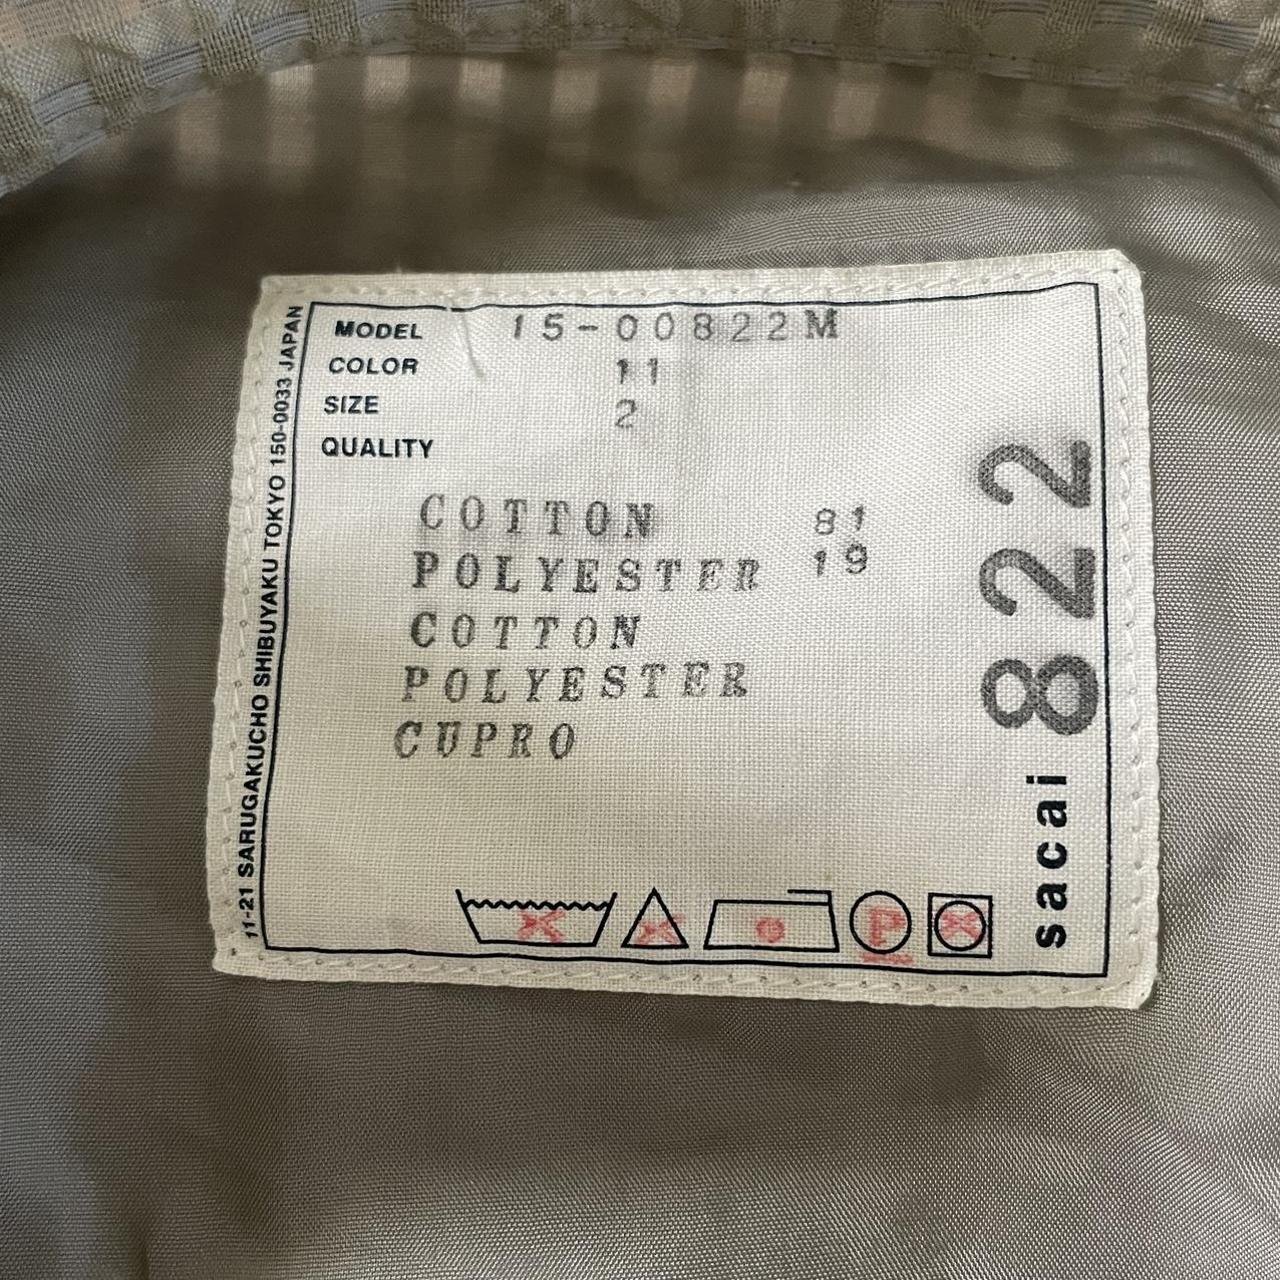 MODEL 15-00822M
COLOR 11
SIZE 2
QUALITY
COTTON 81
POLYESTER 19
COTTON
POLYESTER
CUPRO
P
sacai 822
11-21 SARUGAKUCHO SHIBUYAKU TOKYO 150-0033 JAPAN